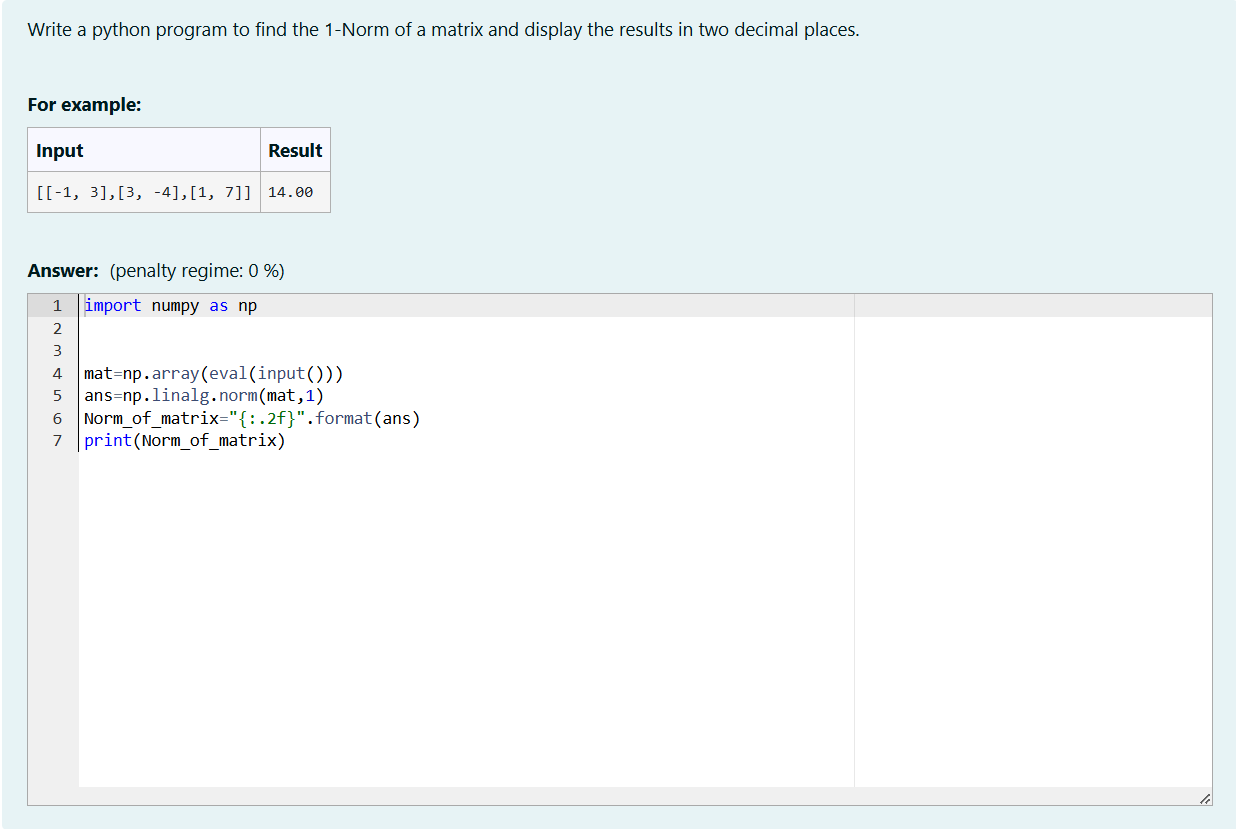 Write a python program to find the 1-Norm of a matrix and display the results in two decimal places.
For example:
Input Result
[[-1, 3],[3, -4],[1, 7]] 14.00
Answer: (penalty regime: 0 %)
1 import numpy as np
2
3
4 mat=np.array(eval(input()))
5 ans=np.linalg.norm(mat,1)
6 Norm_of_matrix="{:.2f}".format(ans)
7 print(Norm_of_matrix)